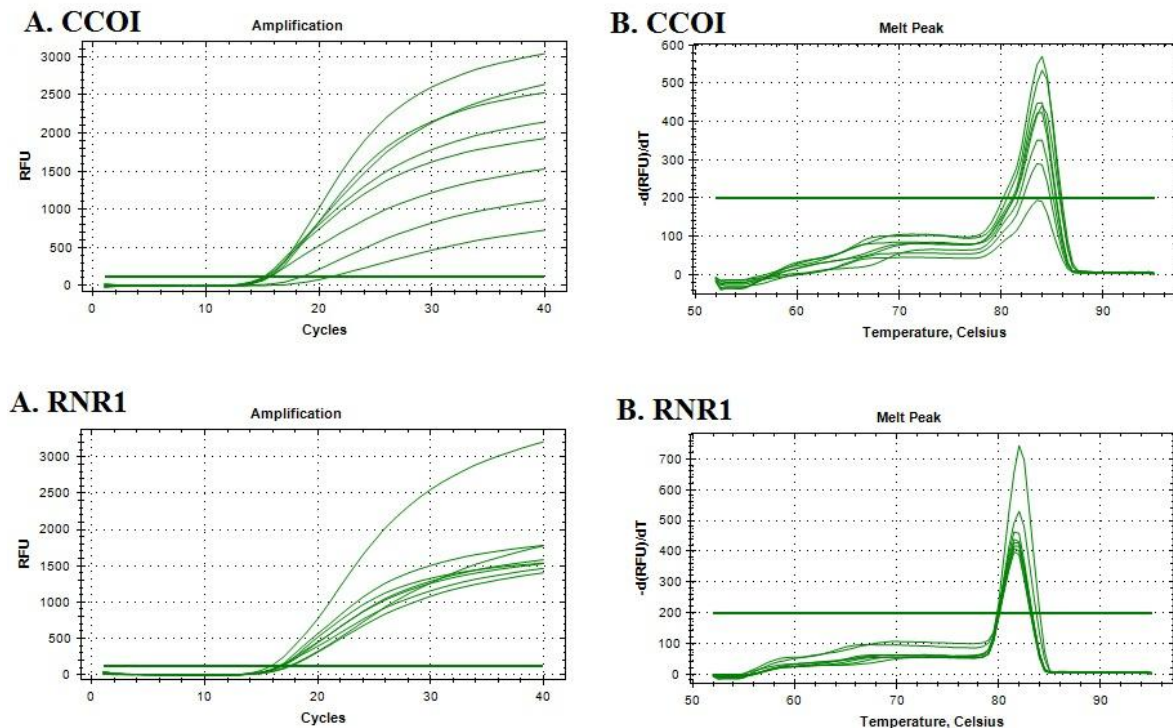 A. CCOI
Amplification
3000
2500
2000
1500
1000
500
0
RFU
0 10 20 30 40
Cycles
B. CCOI
Melt Peak
600
500
400
300
200
100
0
-d(RFU)/dT
50 60 70 80 90
Temperature, Celsius
A. RNR1
Amplification
3000
2500
2000
1500
1000
500
0
RFU
0 10 20 30 40
Cycles
B. RNR1
Melt Peak
700
600
500
400
300
200
100
0
-d(RFU)/dT
50 60 70 80 90
Temperature, Celsius